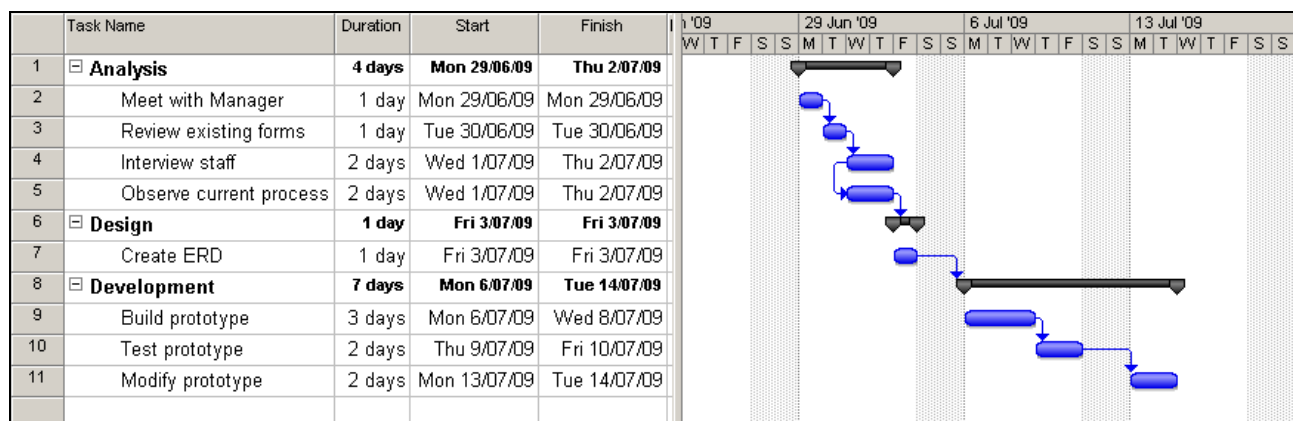 Task Name Duration Start Finish '09 29 Jun '09 6 Jul '09 13 Jul '09
W T F S S M T W T F S S M T W T F S S M T W T F S S
1 Analysis 4 days Mon 29/06/09 Thu 2/07/09
2 Meet with Manager 1 day Mon 29/06/09 Mon 29/06/09
3 Review existing forms 1 day Tue 30/06/09 Tue 30/06/09
4 Interview staff 2 days Wed 1/07/09 Thu 2/07/09
5 Observe current process 2 days Wed 1/07/09 Thu 2/07/09
6 Design 1 day Fri 3/07/09 Fri 3/07/09
7 Create ERD 1 day Fri 3/07/09 Fri 3/07/09
8 Development 7 days Mon 6/07/09 Tue 14/07/09
9 Build prototype 3 days Mon 6/07/09 Wed 8/07/09
10 Test prototype 2 days Thu 9/07/09 Fri 10/07/09
11 Modify prototype 2 days Mon 13/07/09 Tue 14/07/09